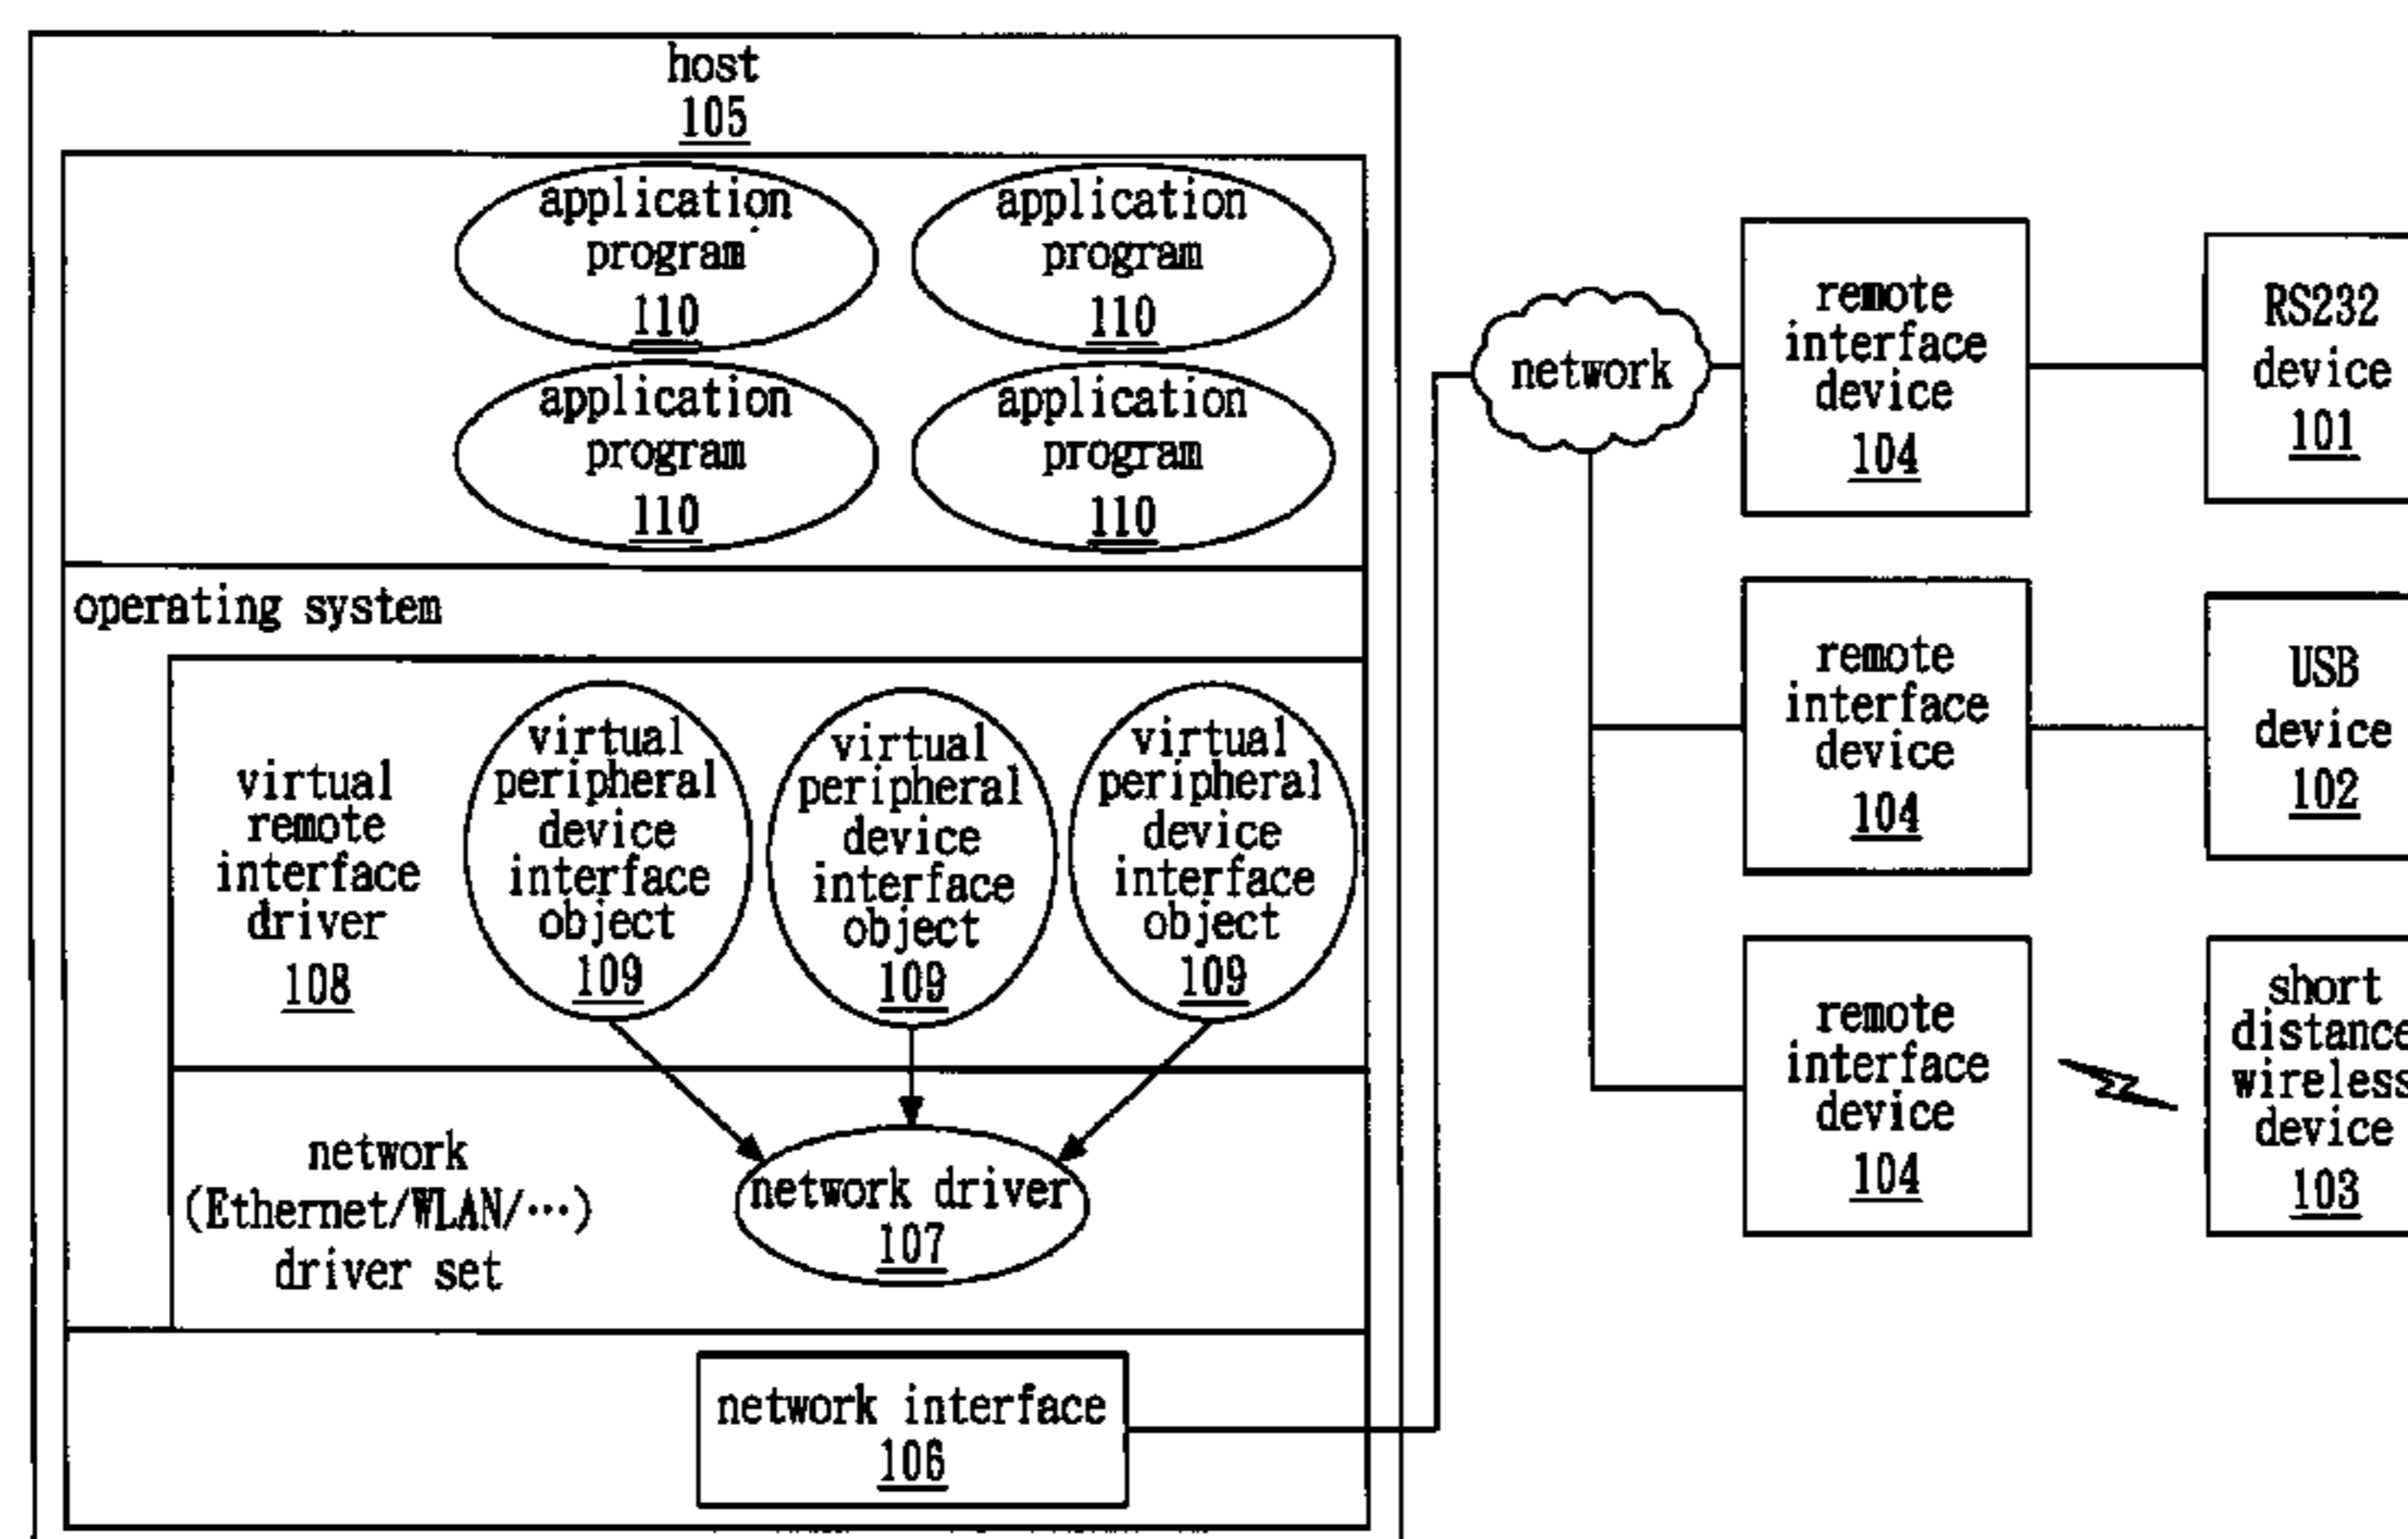 host
105
application
program
110
application
program
110
application
program
110
application
program
110
operating system
virtual
remote
interface
driver
108
virtual
peripheral
device
interface
object
109
virtual
peripheral
device
interface
object
109
virtual
peripheral
device
interface
object
109
network
(Ethernet/WLAN/···)
driver set
network driver
107
network interface
106
network
remote
interface
device
104
RS232
device
101
remote
interface
device
104
USB
device
102
remote
interface
device
104
short
distance
wireless
device
103